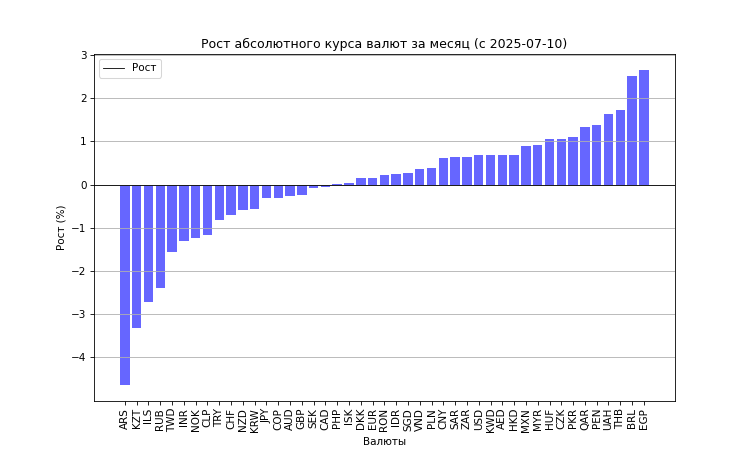 Рост абсолютного курса валют за месяц (с 2025-07-10)
Рост
3
2
1
0
−1
−2
−3
−4
Рост (%)
ARS
KZT
ILS
RUB
TWD
INR
NOK
CLP
TRY
CHF
NZD
KRW
JPY
COP
AUD
GBP
SEK
CAD
PHP
ISK
DKK
EUR
RON
IDR
SGD
VND
PLN
CNY
SAR
ZAR
USD
KWD
AED
HKD
MXN
MYR
HUF
CZK
PKR
QAR
PEN
UAH
THB
BRL
EGP
Валюты